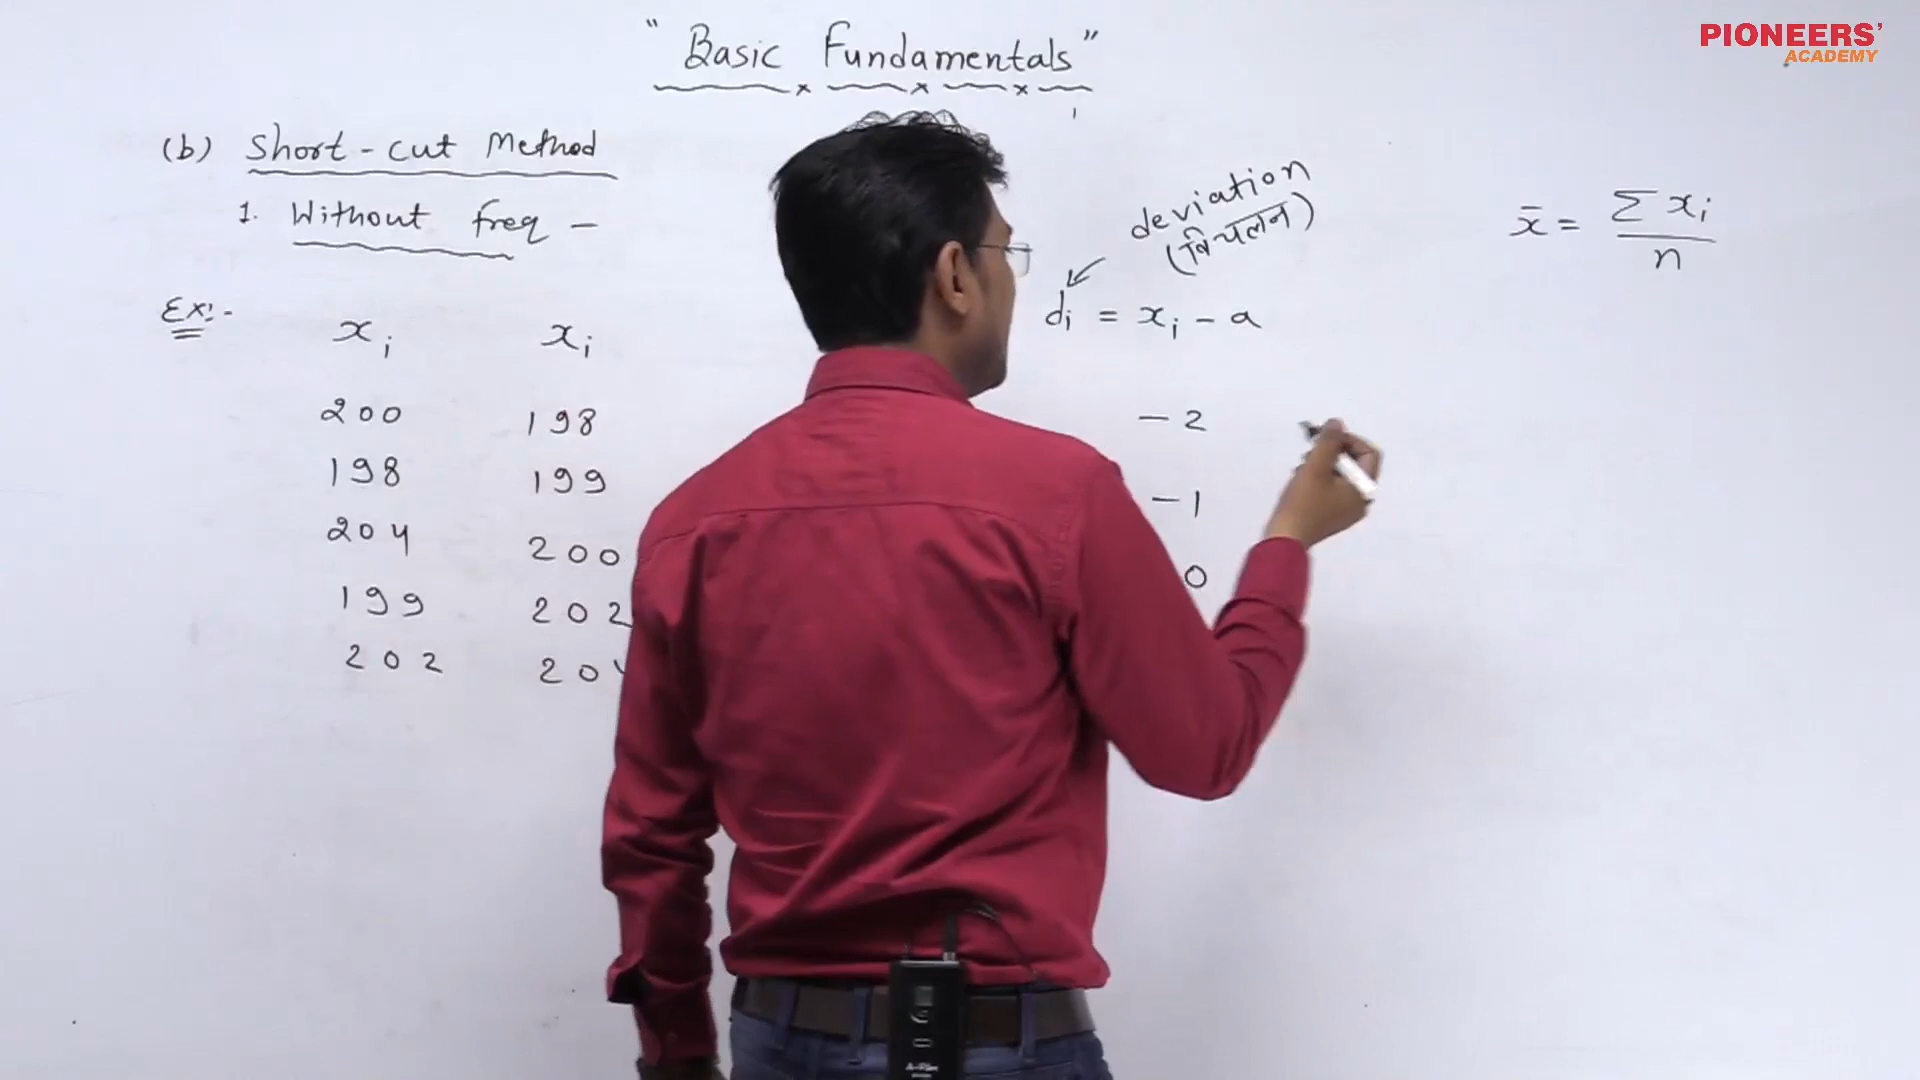 PIONEERS'
ACADEMY
" Basic Fundamentals "
(b) Short-cut Method
1. Without freq -
deviation
(विचलन)
x̄ = Σxᵢ / n
Ex:- xᵢ xᵢ dᵢ = xᵢ - a
200 198 -2
198 199 -1
204 200 0
199 202
202 20